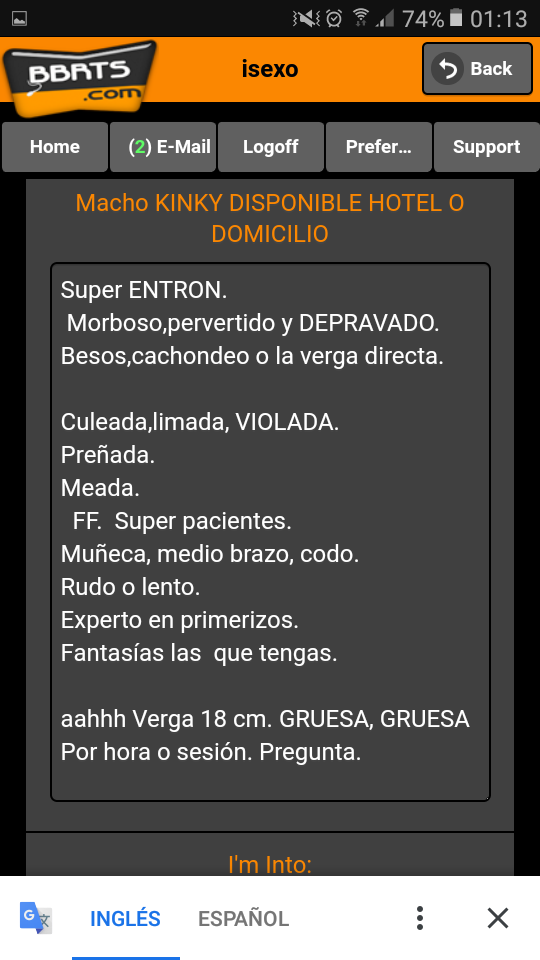 74% 01:13
BBRTS
.com
isexo
Back
Home
(2) E-Mail
Logoff
Prefer...
Support
Macho KINKY DISPONIBLE HOTEL O
DOMICILIO
Super ENTRON.
Morboso,pervertido y DEPRAVADO.
Besos,cachondeo o la verga directa.
Culeada,limada, VIOLADA.
Preñada.
Meada.
FF.  Super pacientes.
Muñeca, medio brazo, codo.
Rudo o lento.
Experto en primerizos.
Fantasías las  que tengas.
aahhh Verga 18 cm. GRUESA, GRUESA
Por hora o sesión. Pregunta.
I'm Into:
G文
INGLÉS
ESPAÑOL